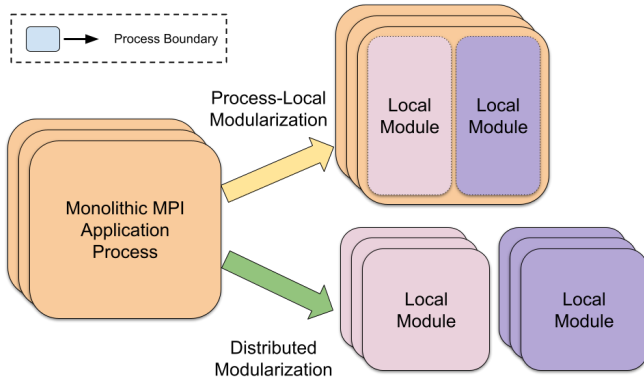 Process Boundary
Process-Local
Modularization
Local
Module
Local
Module
Monolithic MPI
Application
Process
Local
Module
Local
Module
Distributed
Modularization